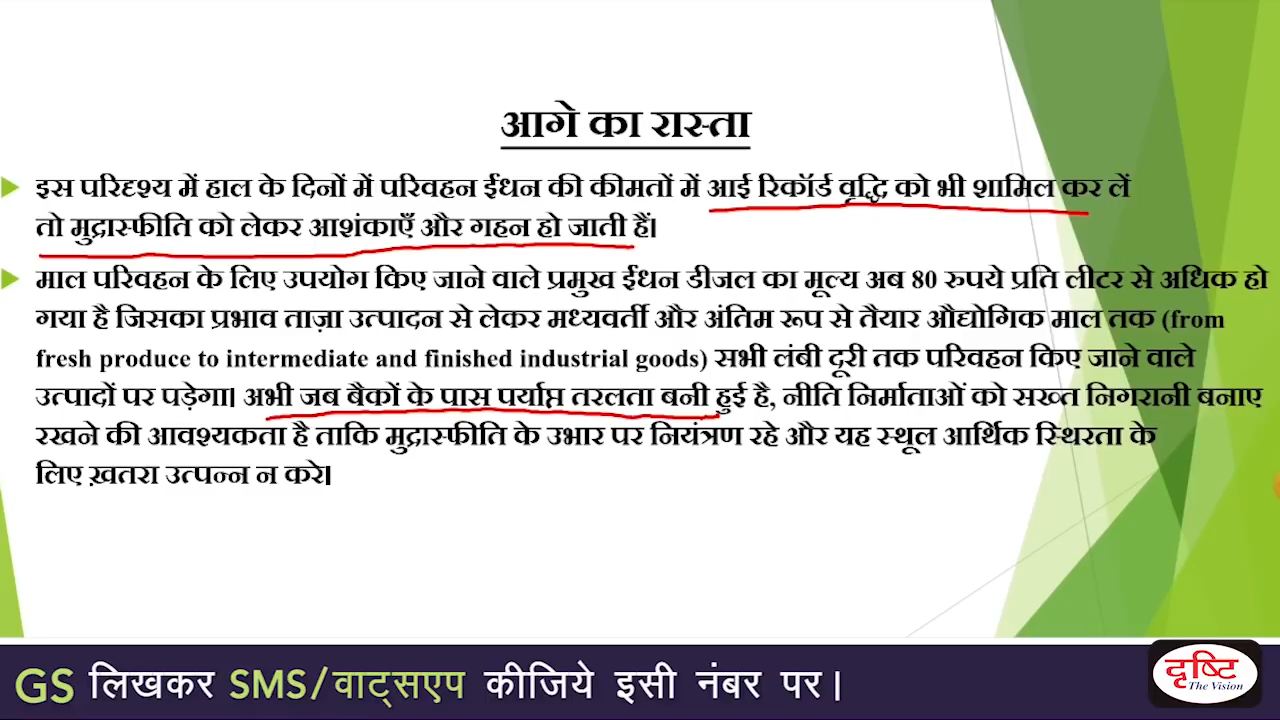 आगे का रास्ता
इस परिदृश्य में हाल के दिनों में परिवहन ईंधन की कीमतों में आई रिकॉर्ड वृद्धि को भी शामिल कर लें
तो मुद्रास्फीति को लेकर आशंकाएँ और गहन हो जाती हैं।
माल परिवहन के लिए उपयोग किए जाने वाले प्रमुख ईंधन डीजल का मूल्य अब 80 रुपये प्रति लीटर से अधिक हो
गया है जिसका प्रभाव ताज़ा उत्पादन से लेकर मध्यवर्ती और अंतिम रूप से तैयार औद्योगिक माल तक (from
fresh produce to intermediate and finished industrial goods) सभी लंबी दूरी तक परिवहन किए जाने वाले
उत्पादों पर पड़ेगा। अभी जब बैकों के पास पर्याप्त तरलता बनी हुई है, नीति निर्माताओं को सख्त निगरानी बनाए
रखने की आवश्यकता है ताकि मुद्रास्फीति के उभार पर नियंत्रण रहे और यह स्थूल आर्थिक स्थिरता के
लिए ख़तरा उत्पन्न न करे।
GS लिखकर SMS/वाट्सएप कीजिये इसी नंबर पर।
दृष्टि
The Vision